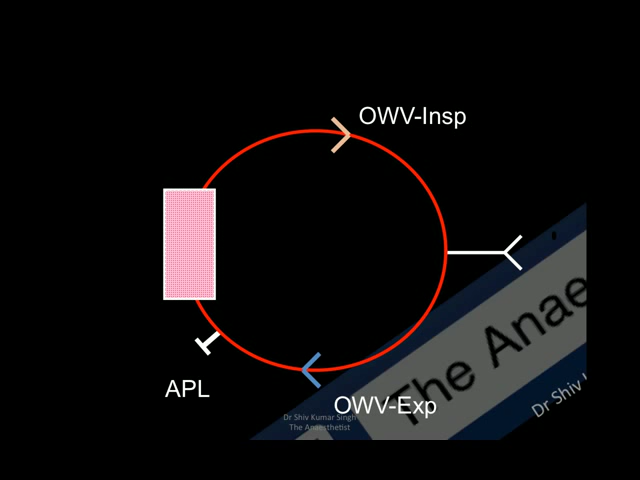 OWV-Insp
The Anae
APL
OWV-Exp
Dr Shiv
Dr Shiv Kumar Singh
The Anaesthetist